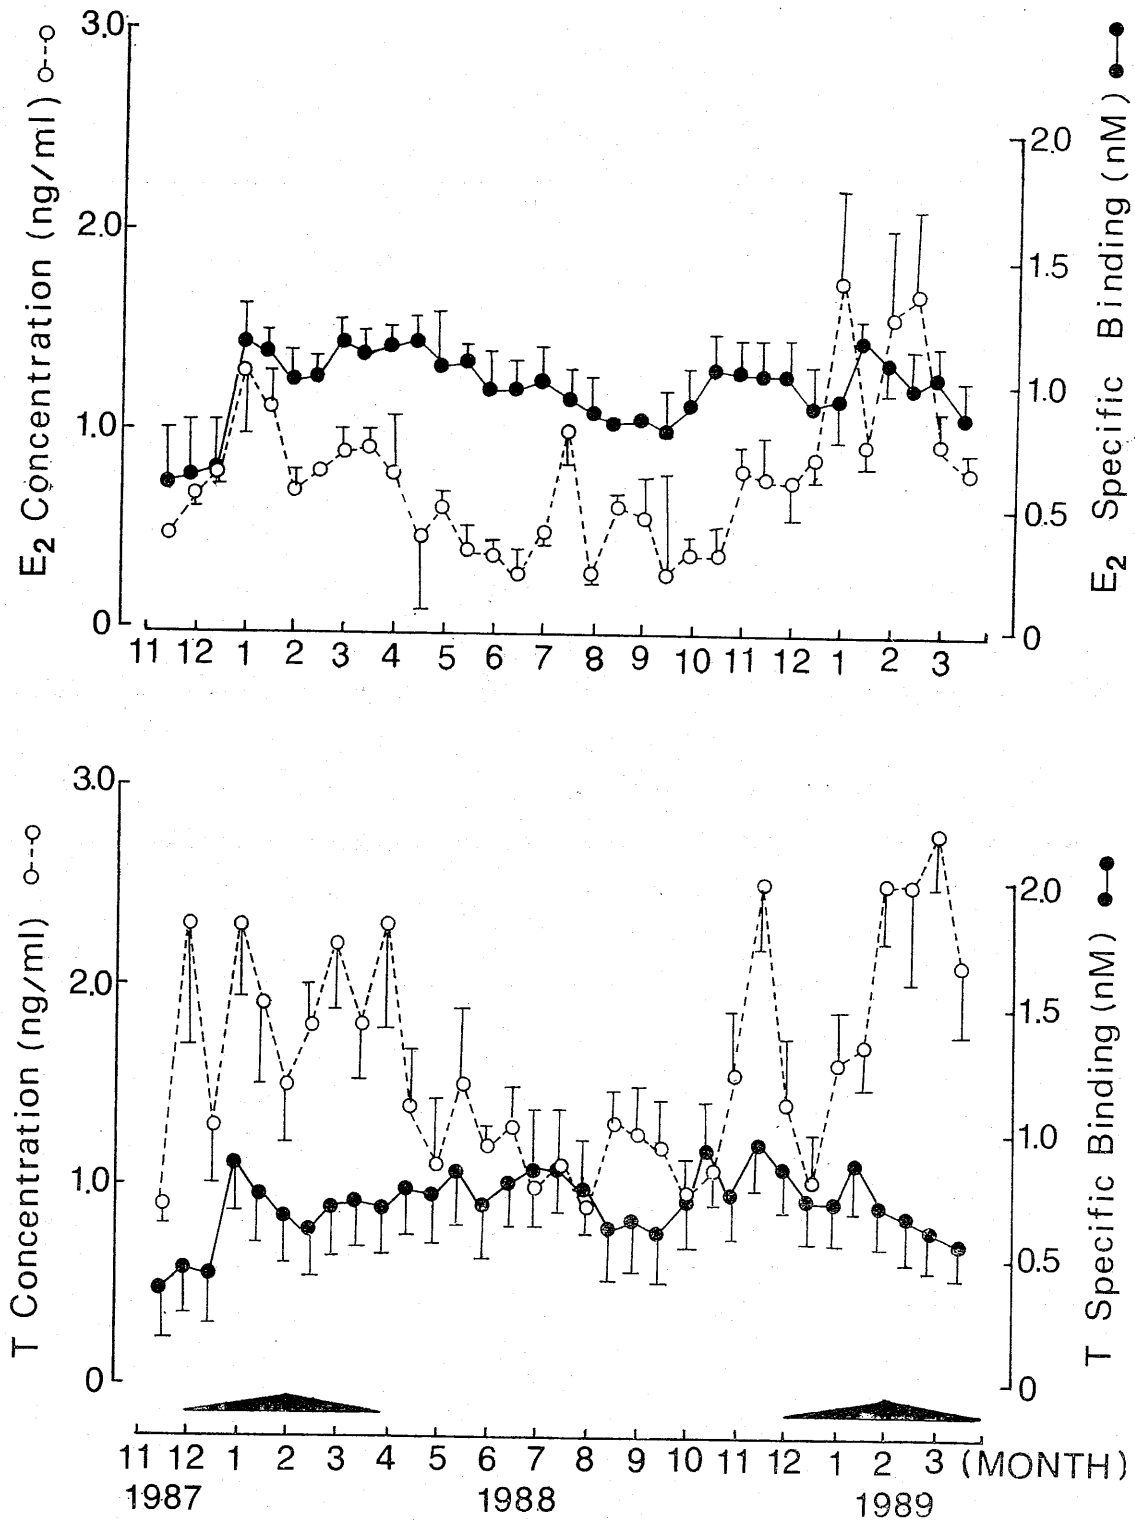 E2 Concentration (ng/ml)
3.0
2.0
1.0
0
E2 Specific Binding (nM)
2.0
1.5
1.0
0.5
0
11 12 1 2 3 4 5 6 7 8 9 10 11 12 1 2 3
T Concentration (ng/ml)
3.0
2.0
1.0
0
T Specific Binding (nM)
2.0
1.5
1.0
0.5
0
11 12 1 2 3 4 5 6 7 8 9 10 11 12 1 2 3 (MONTH)
1987 1988 1989